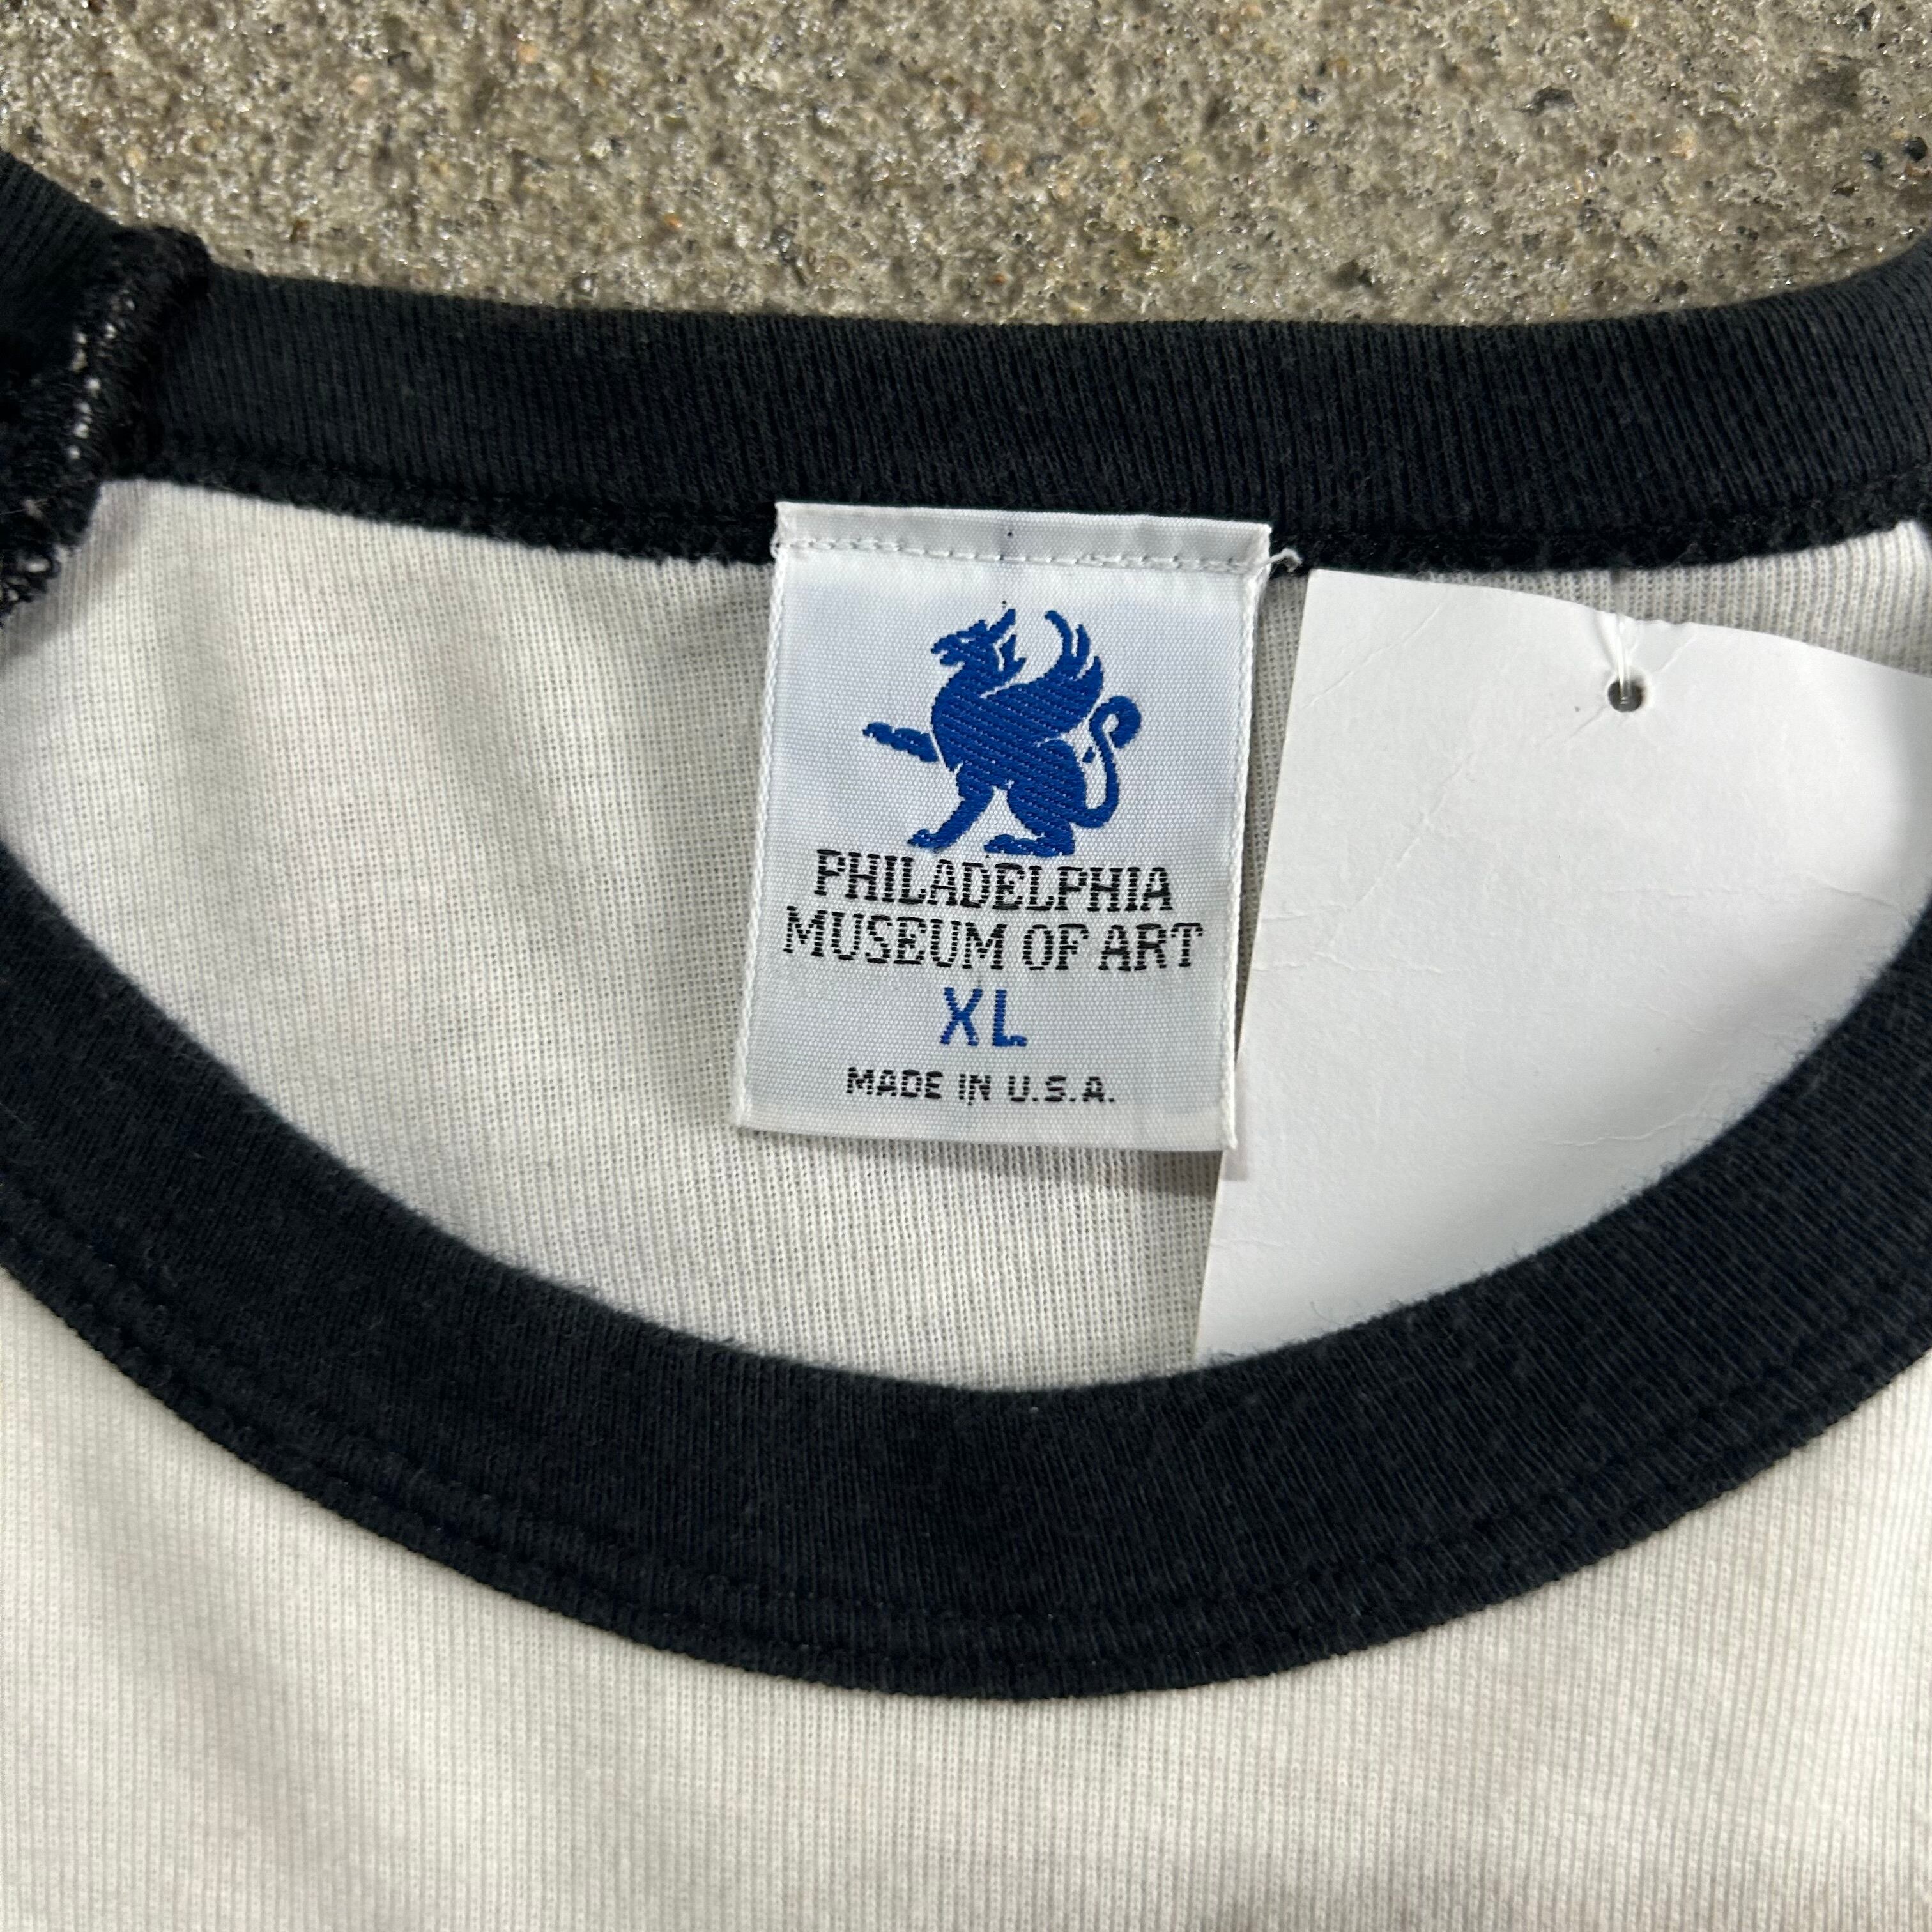 PHILADELPHIA
MUSEUM OF ART
XL
MADE IN U.S.A.